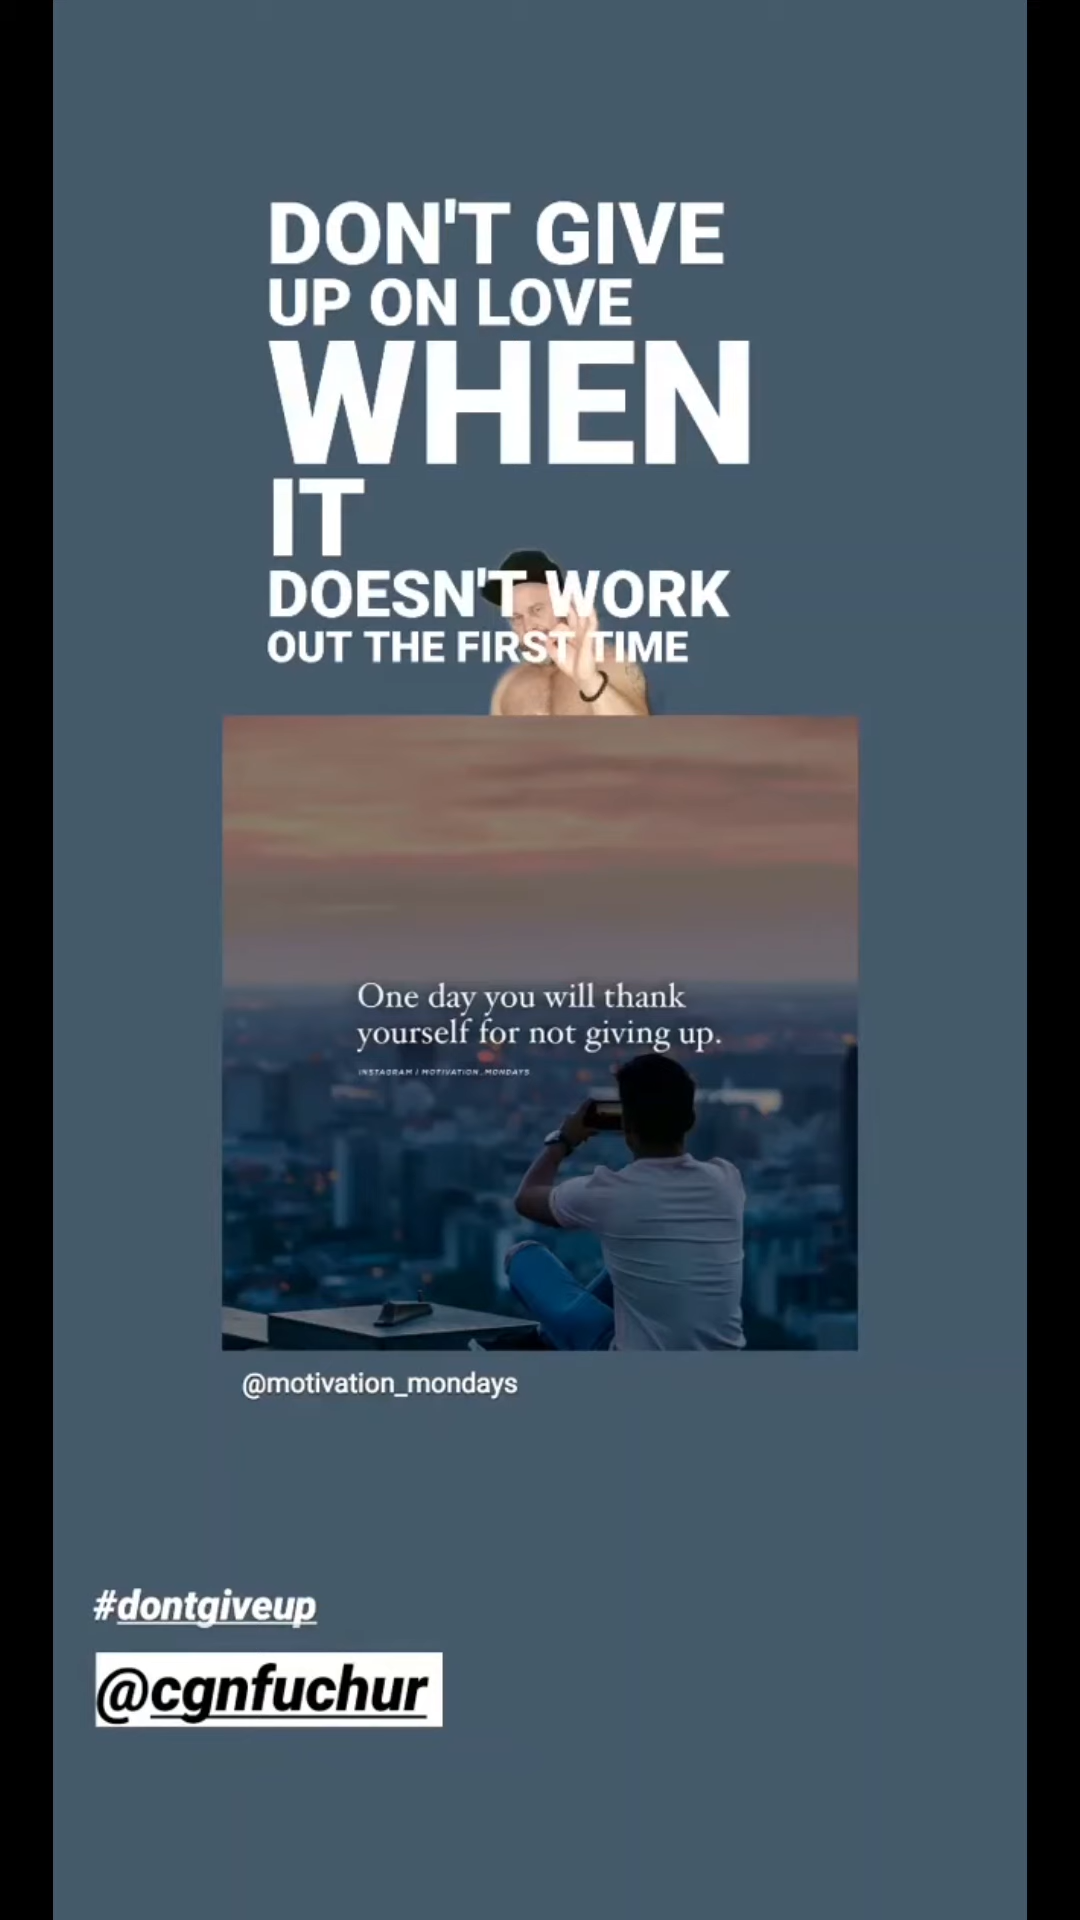 DON'T GIVE
UP ON LOVE
WHEN
IT
DOESN'T WORK
OUT THE FIRST TIME
One day you will thank
yourself for not giving up.
INSTAGRAM | MOTIVATION_MONDAYS
@motivation_mondays
#dontgiveup
@cgnfuchur